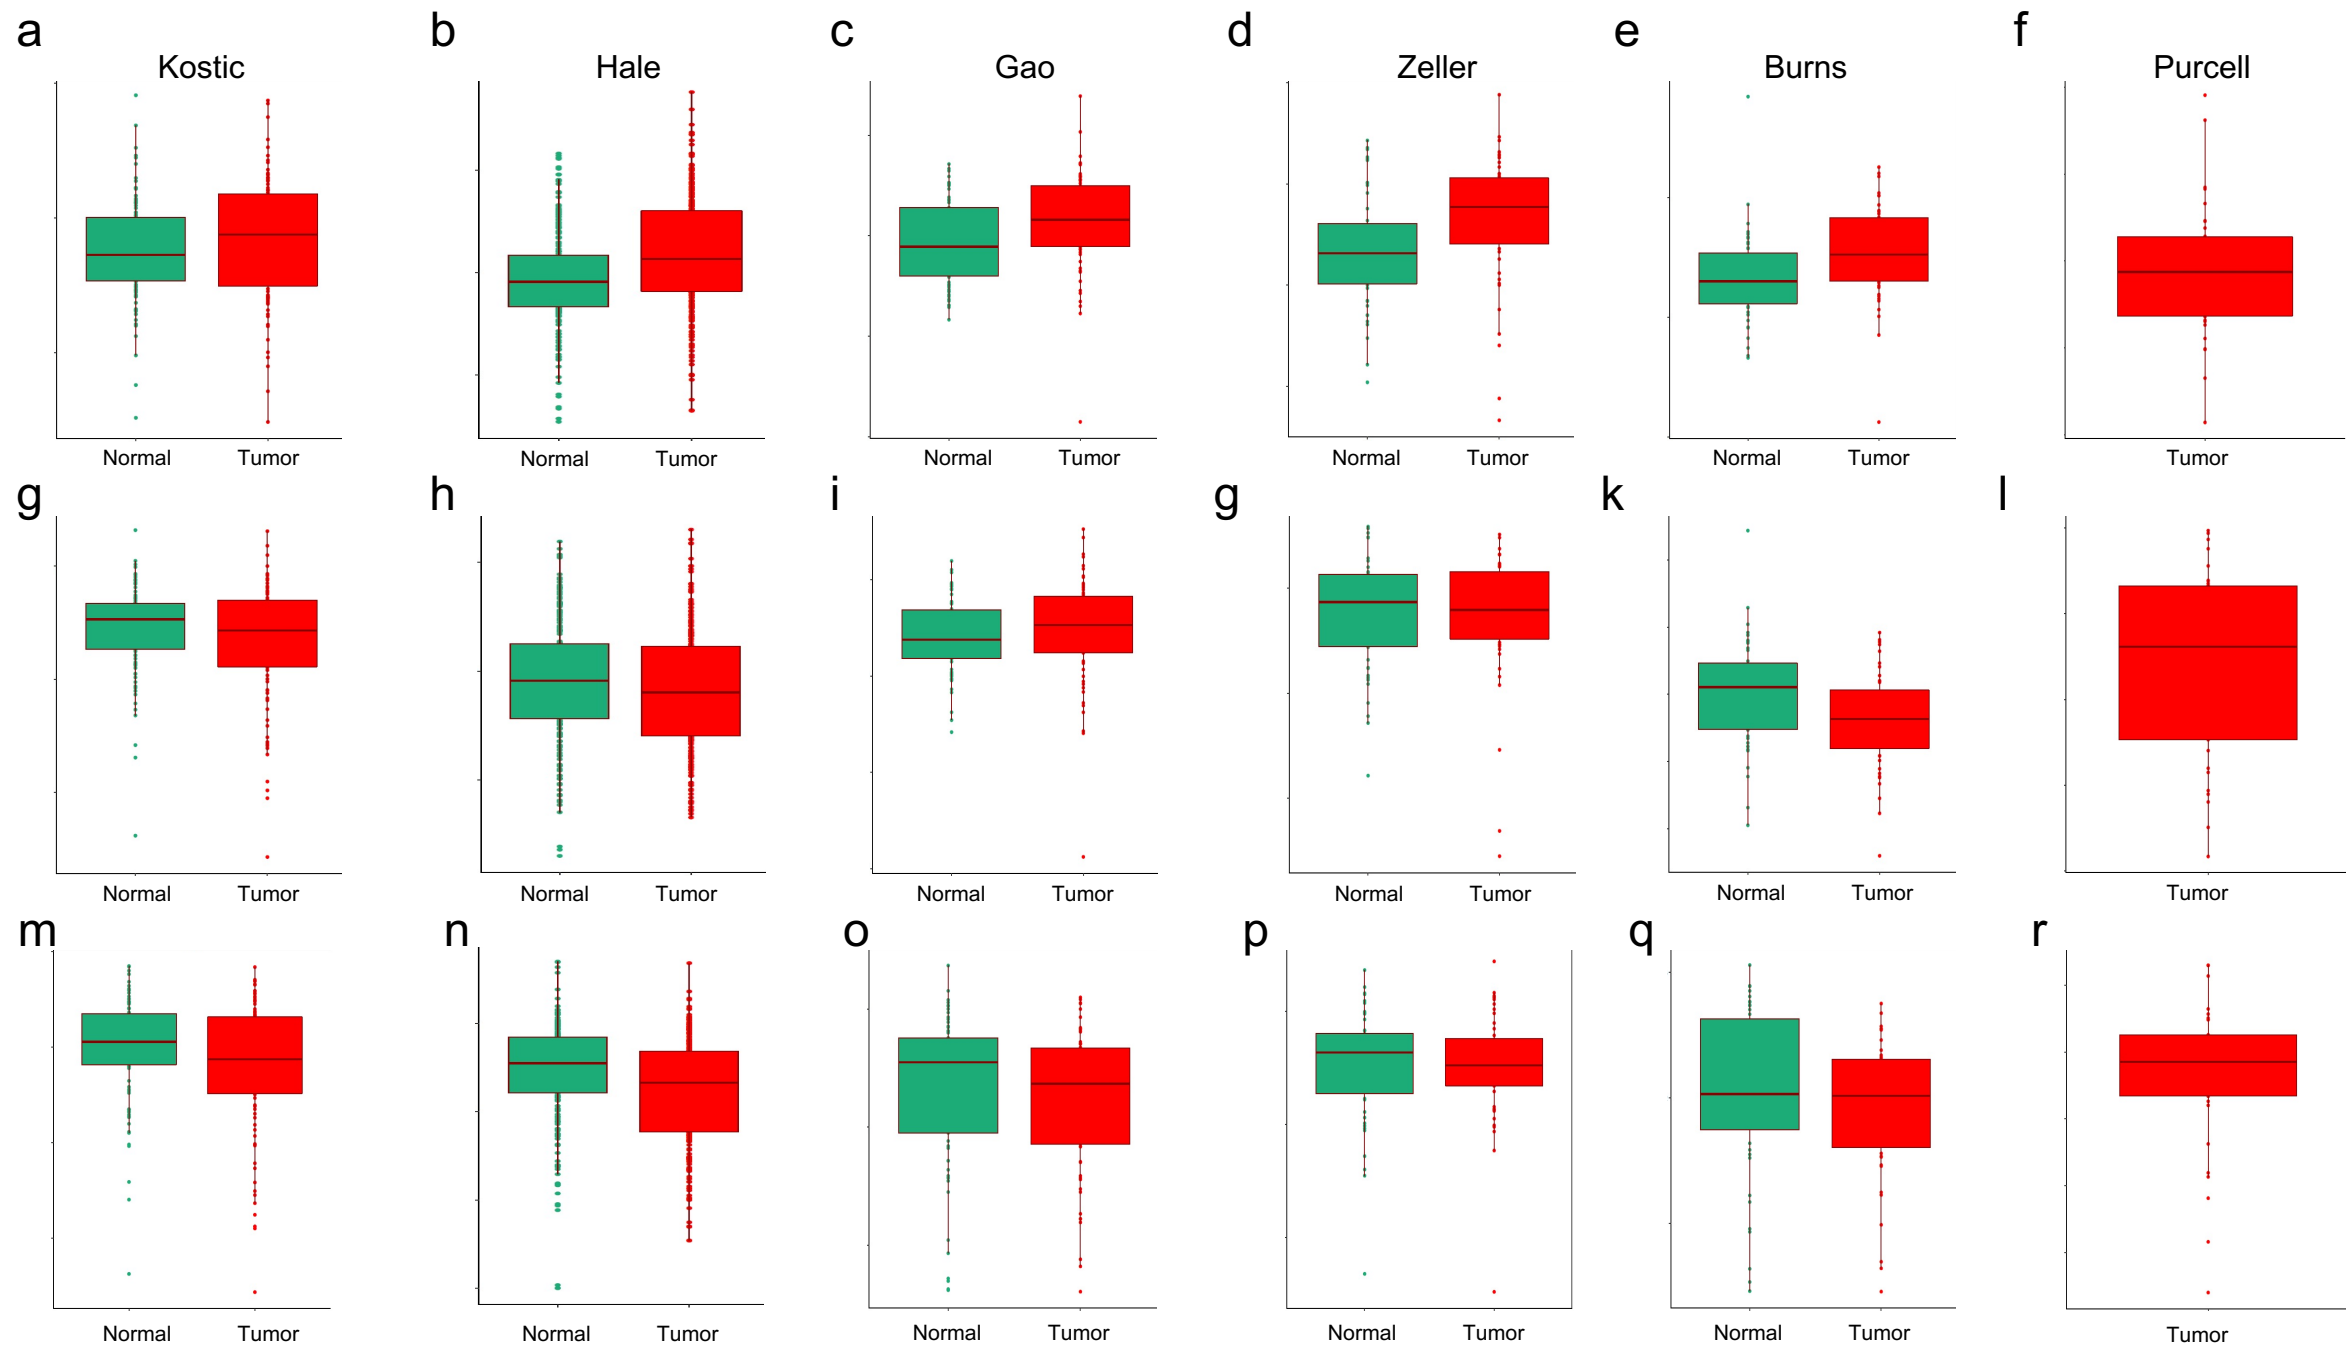 a b c d e f
Kostic Hale Gao Zeller Burns Purcell
Normal Tumor Normal Tumor Normal Tumor Normal Tumor Normal Tumor Tumor
g h i g k l
Normal Tumor Normal Tumor Normal Tumor Normal Tumor Normal Tumor Tumor
m n o p q r
Normal Tumor Normal Tumor Normal Tumor Normal Tumor Normal Tumor Tumor